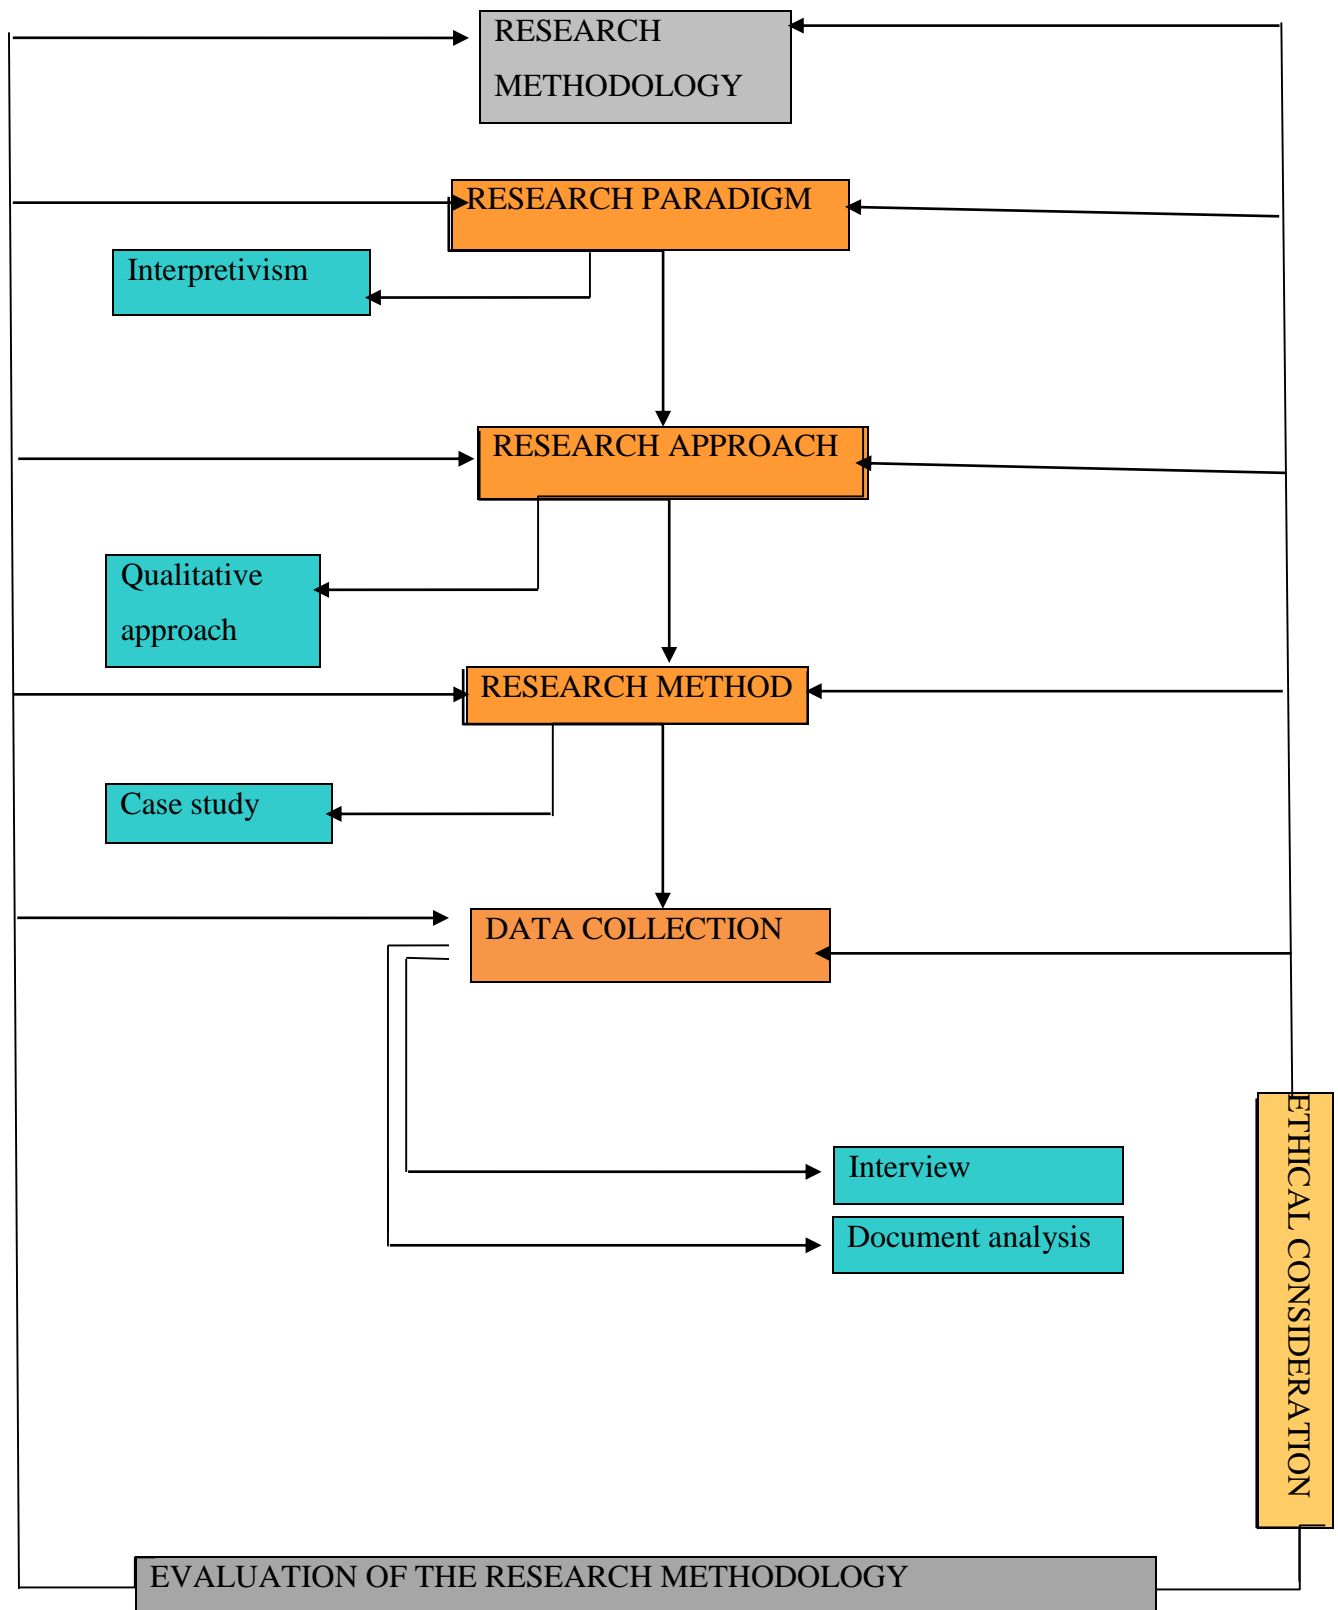 RESEARCH
METHODOLOGY
RESEARCH PARADIGM
Interpretivism
RESEARCH APPROACH
Qualitative
approach
RESEARCH METHOD
Case study
DATA COLLECTION
Interview
Document analysis
ETHICAL CONSIDERATION
EVALUATION OF THE RESEARCH METHODOLOGY